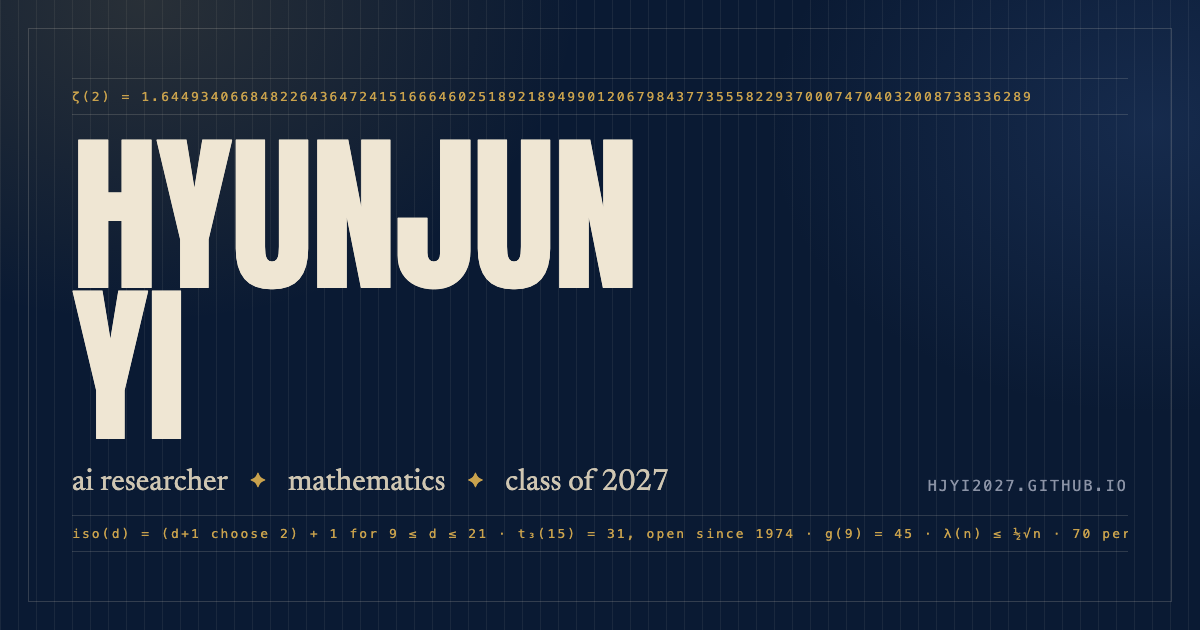 ζ(2) = 1.6449340668482264364724151666460251892189499012067984377355582293700074704032008738336289
HYUNJUN
YI
ai researcher ✦ mathematics ✦ class of 2027
HJYI2027.GITHUB.IO
iso(d) = (d+1 choose 2) + 1 for 9 ≤ d ≤ 21 · t₃(15) = 31, open since 1974 · g(9) = 45 · λ(n) ≤ ½√n · 70 per